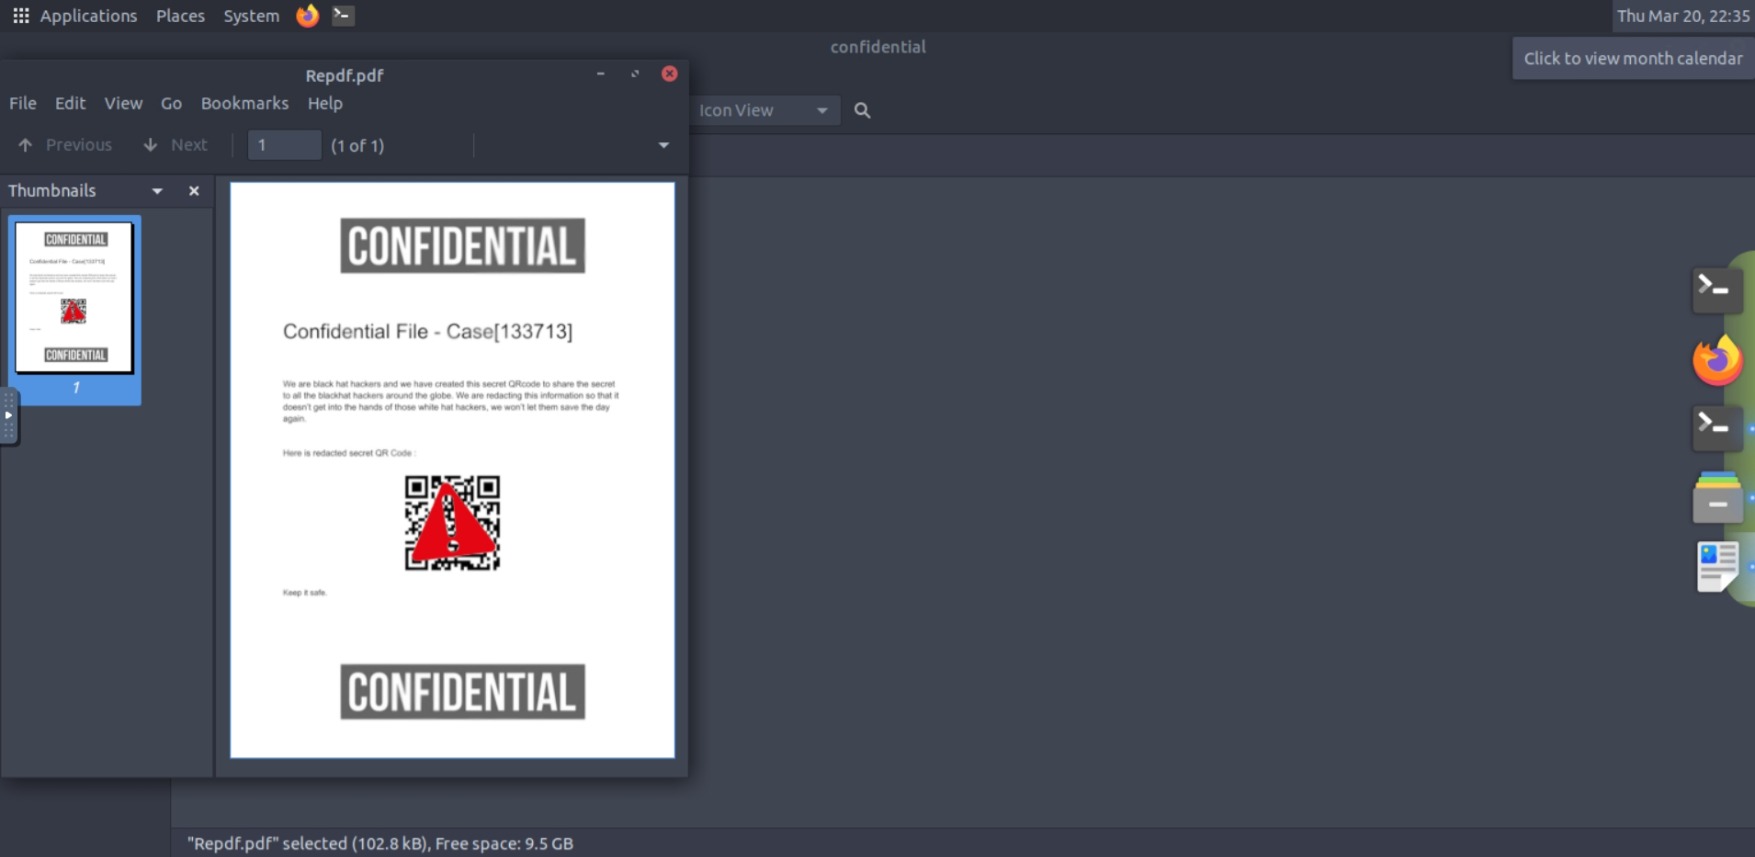 Applications Places System Thu Mar 20, 22:35
confidential
Click to view month calendar
Repdf.pdf
File Edit View Go Bookmarks Help
Icon View
Previous Next 1 (1 of 1)
Thumbnails
CONFIDENTIAL
Confidential File - Case[133713]
CONFIDENTIAL
1
CONFIDENTIAL
Confidential File - Case[133713]
We are black hat hackers and we have created this secret QRcode to share the secret
to all the blackhat hackers around the globe. We are redacting this information so that it
doesn't get into the hands of those white hat hackers, we won't let them save the day
again.
Here is redacted secret QR Code :
Keep it safe.
CONFIDENTIAL
"Repdf.pdf" selected (102.8 kB), Free space: 9.5 GB